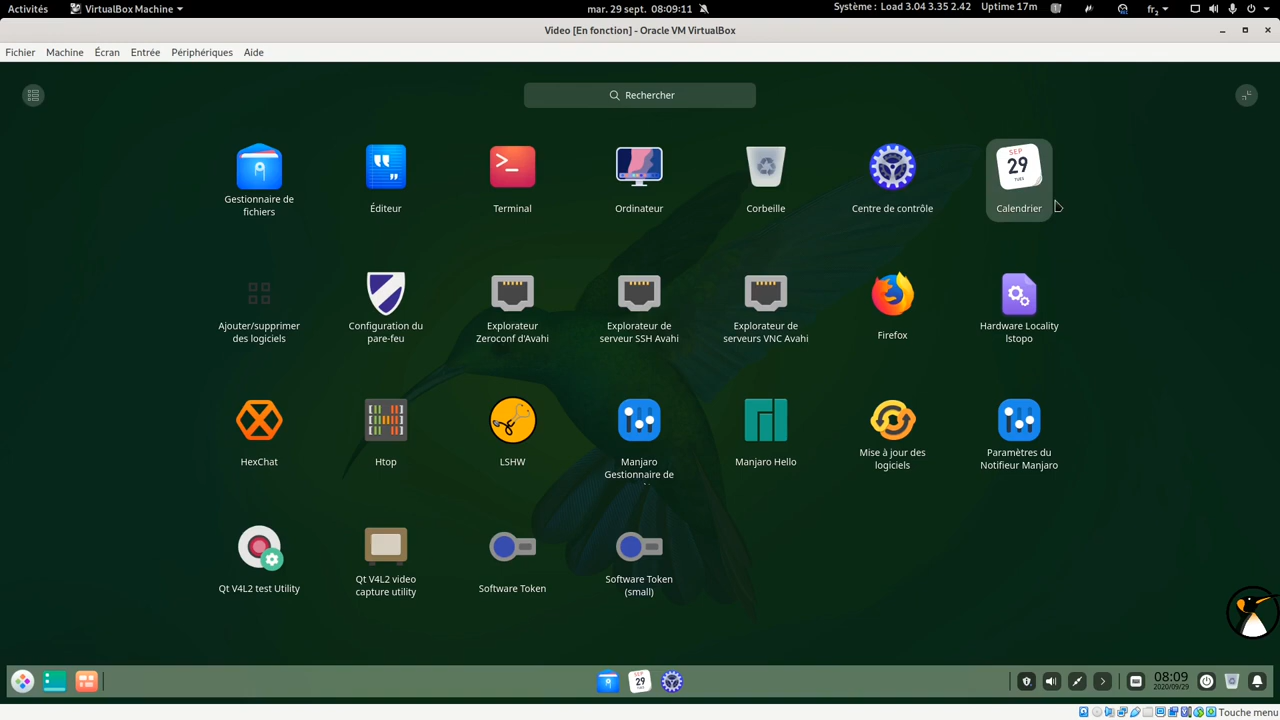 Activités
VirtualBox Machine
mar. 29 sept. 08:09:11
Système : Load 3.04 3.35 2.42 Uptime 17m
fr₂
Video [En fonction] - Oracle VM VirtualBox
Fichier Machine Écran Entrée Périphériques Aide
Rechercher
SEP
29
TUES
Gestionnaire de
fichiers
Éditeur
Terminal
Ordinateur
Corbeille
Centre de contrôle
Calendrier
Ajouter/supprimer
des logiciels
Configuration du
pare-feu
Explorateur
Zeroconf d'Avahi
Explorateur de
serveur SSH Avahi
Explorateur de
serveurs VNC Avahi
Firefox
Hardware Locality
lstopo
HexChat
Htop
LSHW
Manjaro
Gestionnaire de
Manjaro Hello
Mise à jour des
logiciels
Paramètres du
Notifieur Manjaro
Qt V4L2 test Utility
Qt V4L2 video
capture utility
Software Token
Software Token
(small)
SEP
29
08:09
2020/09/29
Touche menu